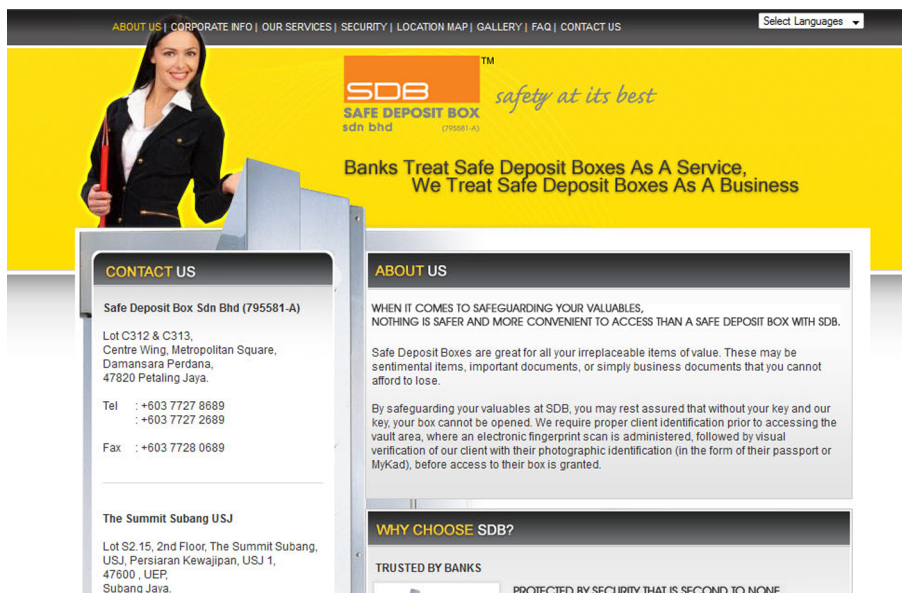 ABOUT US | CORPORATE INFO | OUR SERVICES | SECURITY | LOCATION MAP | GALLERY | FAQ | CONTACT US
Select Languages
SDB
TM
SAFE DEPOSIT BOX
sdn bhd (795581-A)
safety at its best
Banks Treat Safe Deposit Boxes As A Service,
We Treat Safe Deposit Boxes As A Business
CONTACT US
Safe Deposit Box Sdn Bhd (795581-A)
Lot C312 & C313,
Centre Wing, Metropolitan Square,
Damansara Perdana,
47820 Petaling Jaya.
Tel : +603 7727 8689
: +603 7727 2689
Fax : +603 7728 0689
The Summit Subang USJ
Lot S2.15, 2nd Floor, The Summit Subang,
USJ, Persiaran Kewajipan, USJ 1,
47600 , UEP,
Subang Jaya.
ABOUT US
WHEN IT COMES TO SAFEGUARDING YOUR VALUABLES,
NOTHING IS SAFER AND MORE CONVENIENT TO ACCESS THAN A SAFE DEPOSIT BOX WITH SDB.
Safe Deposit Boxes are great for all your irreplaceable items of value. These may be
sentimental items, important documents, or simply business documents that you cannot
afford to lose.
By safeguarding your valuables at SDB, you may rest assured that without your key and our
key, your box cannot be opened. We require proper client identification prior to accessing the
vault area, where an electronic fingerprint scan is administered, followed by visual
verification of our client with their photographic identification (in the form of their passport or
MyKad), before access to their box is granted.
WHY CHOOSE SDB?
TRUSTED BY BANKS
PROTECTED BY SECURITY THAT IS SECOND TO NONE